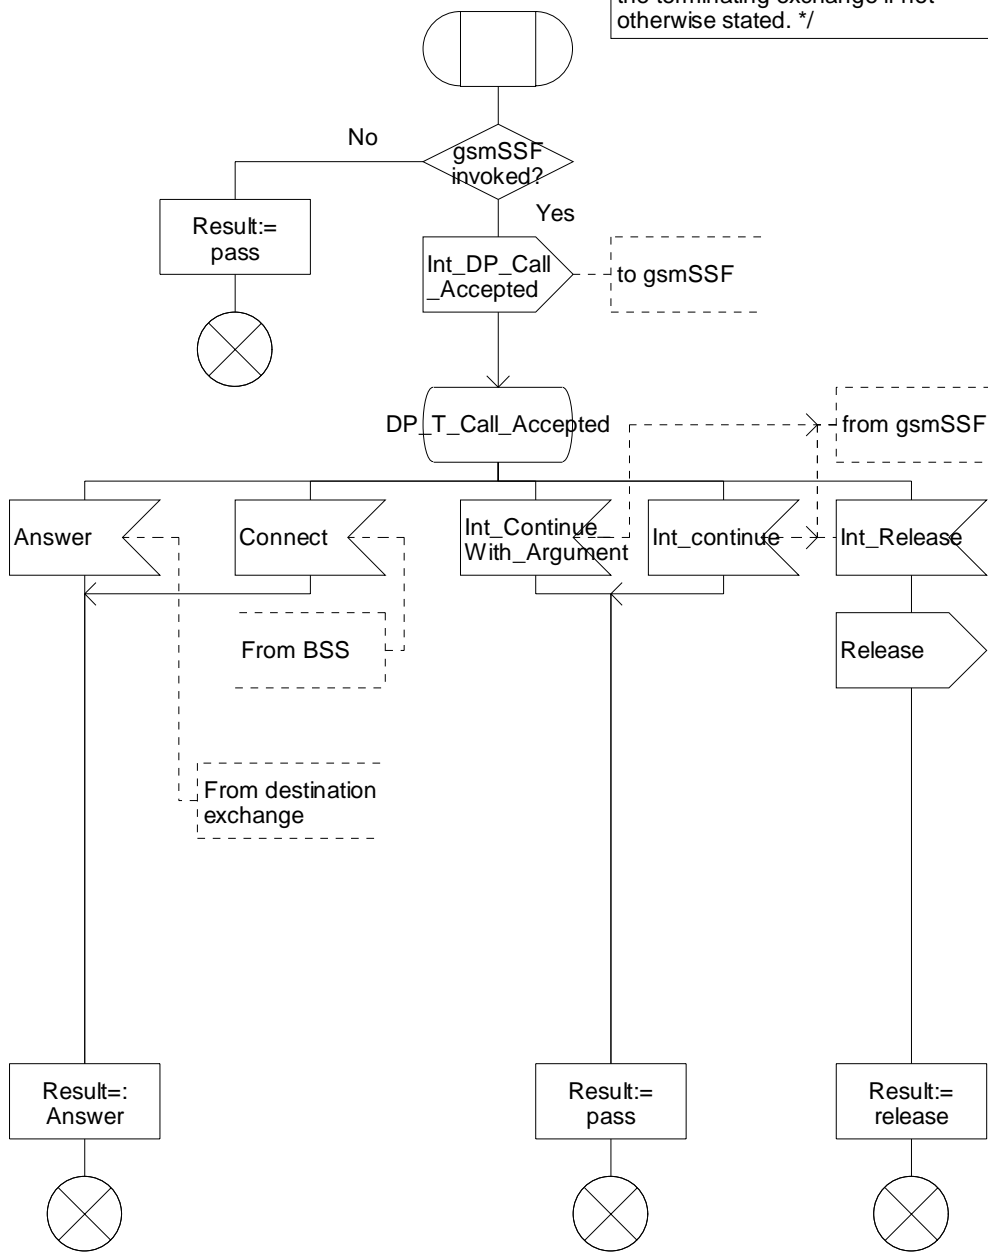 the terminating exchange if not
otherwise stated. */
No
gsmSSF
invoked?
Yes
Result:=
pass
Int_DP_Call
_Accepted
to gsmSSF
DP_T_Call_Accepted
from gsmSSF
Answer
Connect
Int_Continue_
With_Argument
Int_continue
Int_Release
From BSS
Release
From destination
exchange
Result=:
Answer
Result:=
pass
Result:=
release